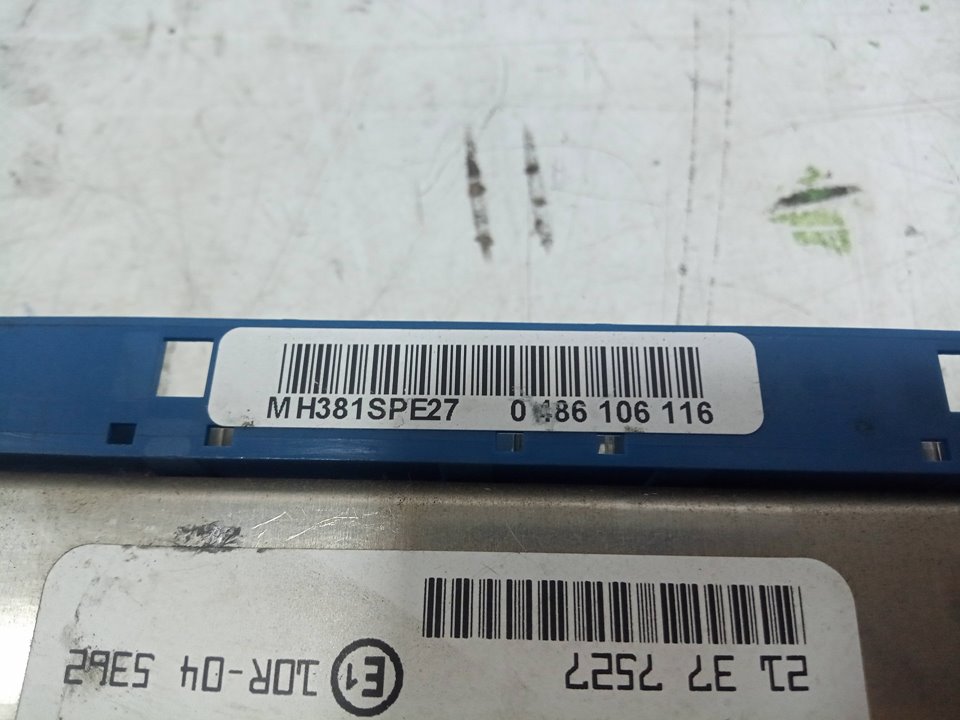 MH381SPE27 0 486 106 116
21 37 7527 E1 10R-04 5362